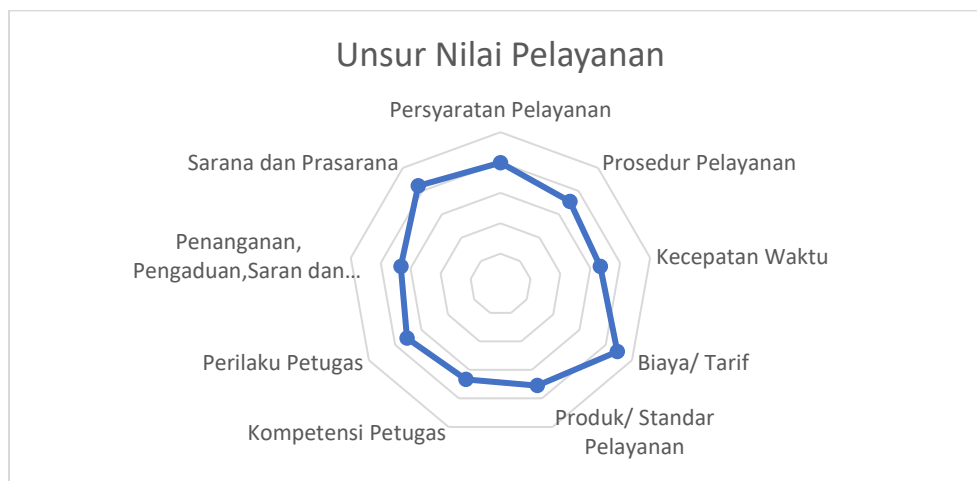 Unsur Nilai Pelayanan
Persyaratan Pelayanan
Prosedur Pelayanan
Kecepatan Waktu
Biaya/ Tarif
Produk/ Standar
Pelayanan
Kompetensi Petugas
Perilaku Petugas
Penanganan,
Pengaduan,Saran dan…
Sarana dan Prasarana